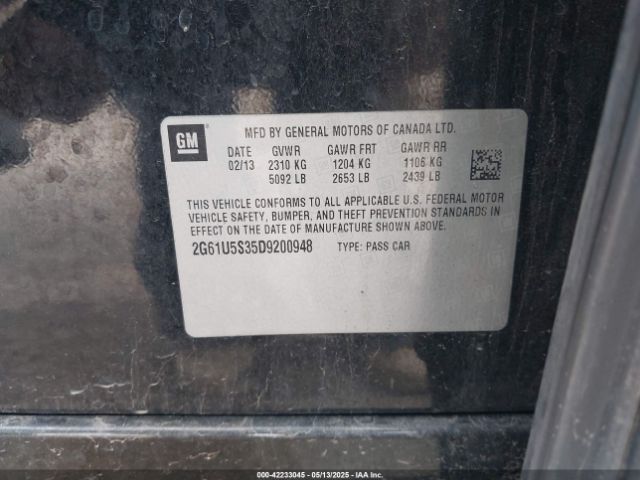 GM
MFD BY GENERAL MOTORS OF CANADA LTD.
DATE GVWR GAWR FRT GAWR RR
02/13 2310 KG 1204 KG 1106 KG
5092 LB 2653 LB 2439 LB
THIS VEHICLE CONFORMS TO ALL APPLICABLE U.S. FEDERAL MOTOR
VEHICLE SAFETY, BUMPER, AND THEFT PREVENTION STANDARDS IN
EFFECT ON THE DATE OF MANUFACTURE SHOWN ABOVE.
2G61U5S35D9200948 TYPE: PASS CAR
000-42233045 - 05/13/2025 - IAA Inc.